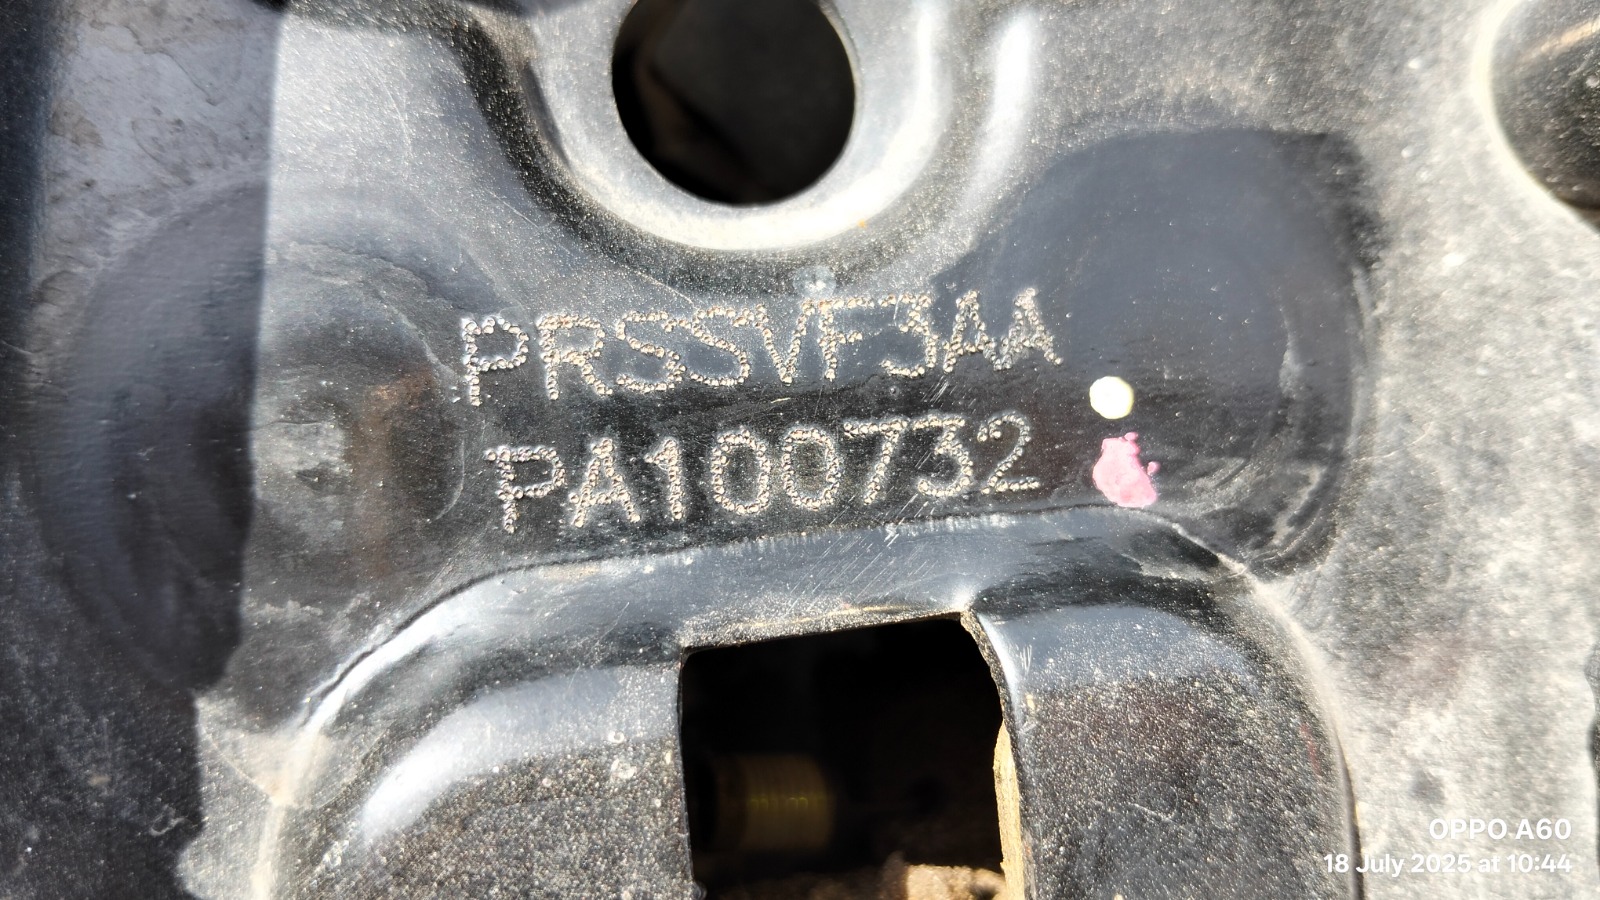 PRSSVF3AA
PA100732
OPPO A60
18 July 2025 at 10:44